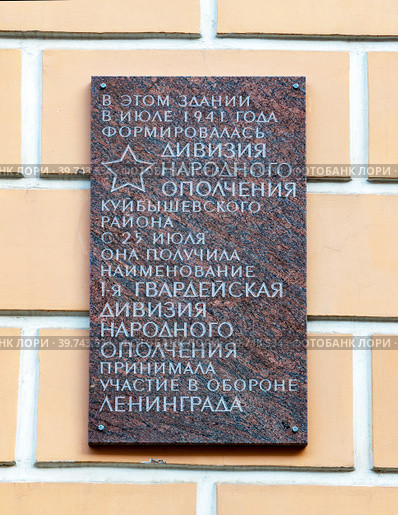 В ЭТОМ ЗДАНИИ
В ИЮЛЕ 1941 ГОДА
ФОРМИРОВАЛАСЬ
ДИВИЗИЯ
НАРОДНОГО
ОПОЛЧЕНИЯ
КУЙБЫШЕВСКОГО
РАЙОНА
С 25 ИЮЛЯ
ОНА ПОЛУЧИЛА
НАИМЕНОВАНИЕ
1-я ГВАРДЕЙСКАЯ
ДИВИЗИЯ
НАРОДНОГО
ОПОЛЧЕНИЯ
ПРИНИМАЛА
УЧАСТИЕ В ОБОРОНЕ
ЛЕНИНГРАДА